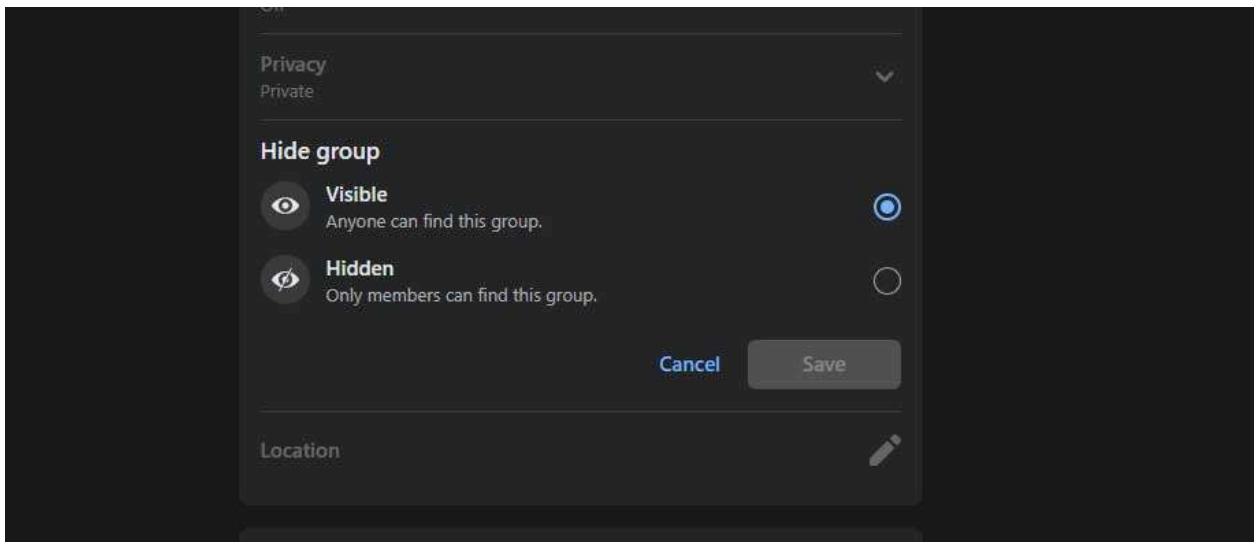 Privacy
Private
Hide group
Visible
Anyone can find this group.
Hidden
Only members can find this group.
Cancel
Save
Location